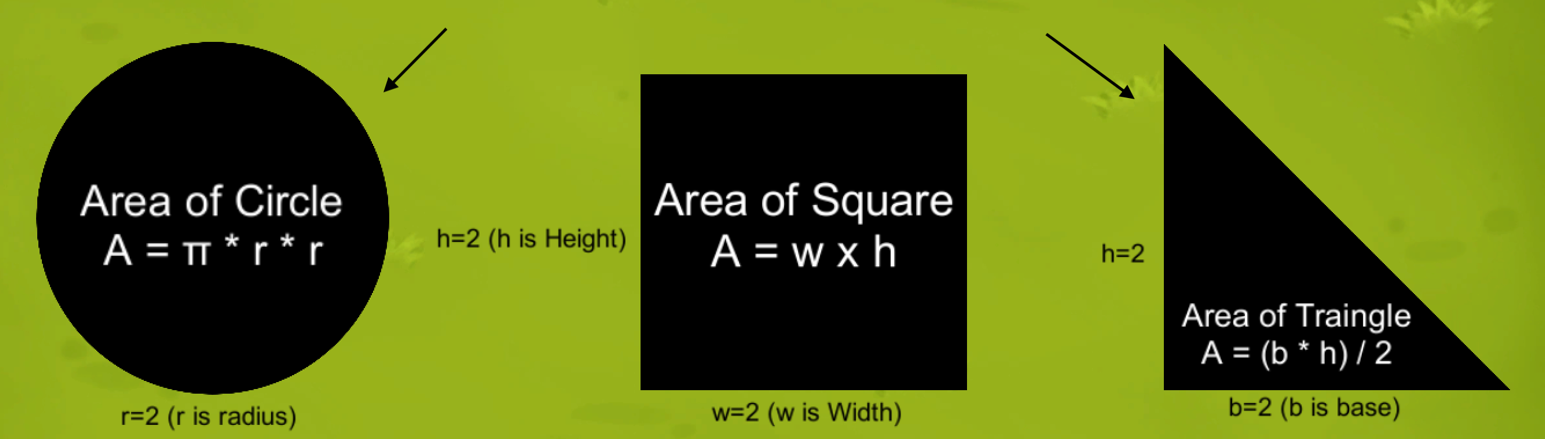 Area of Circle
A = π * r * r
r=2 (r is radius)
h=2 (h is Height)
Area of Square
A = w x h
w=2 (w is Width)
h=2
Area of Traingle
A = (b * h) / 2
b=2 (b is base)